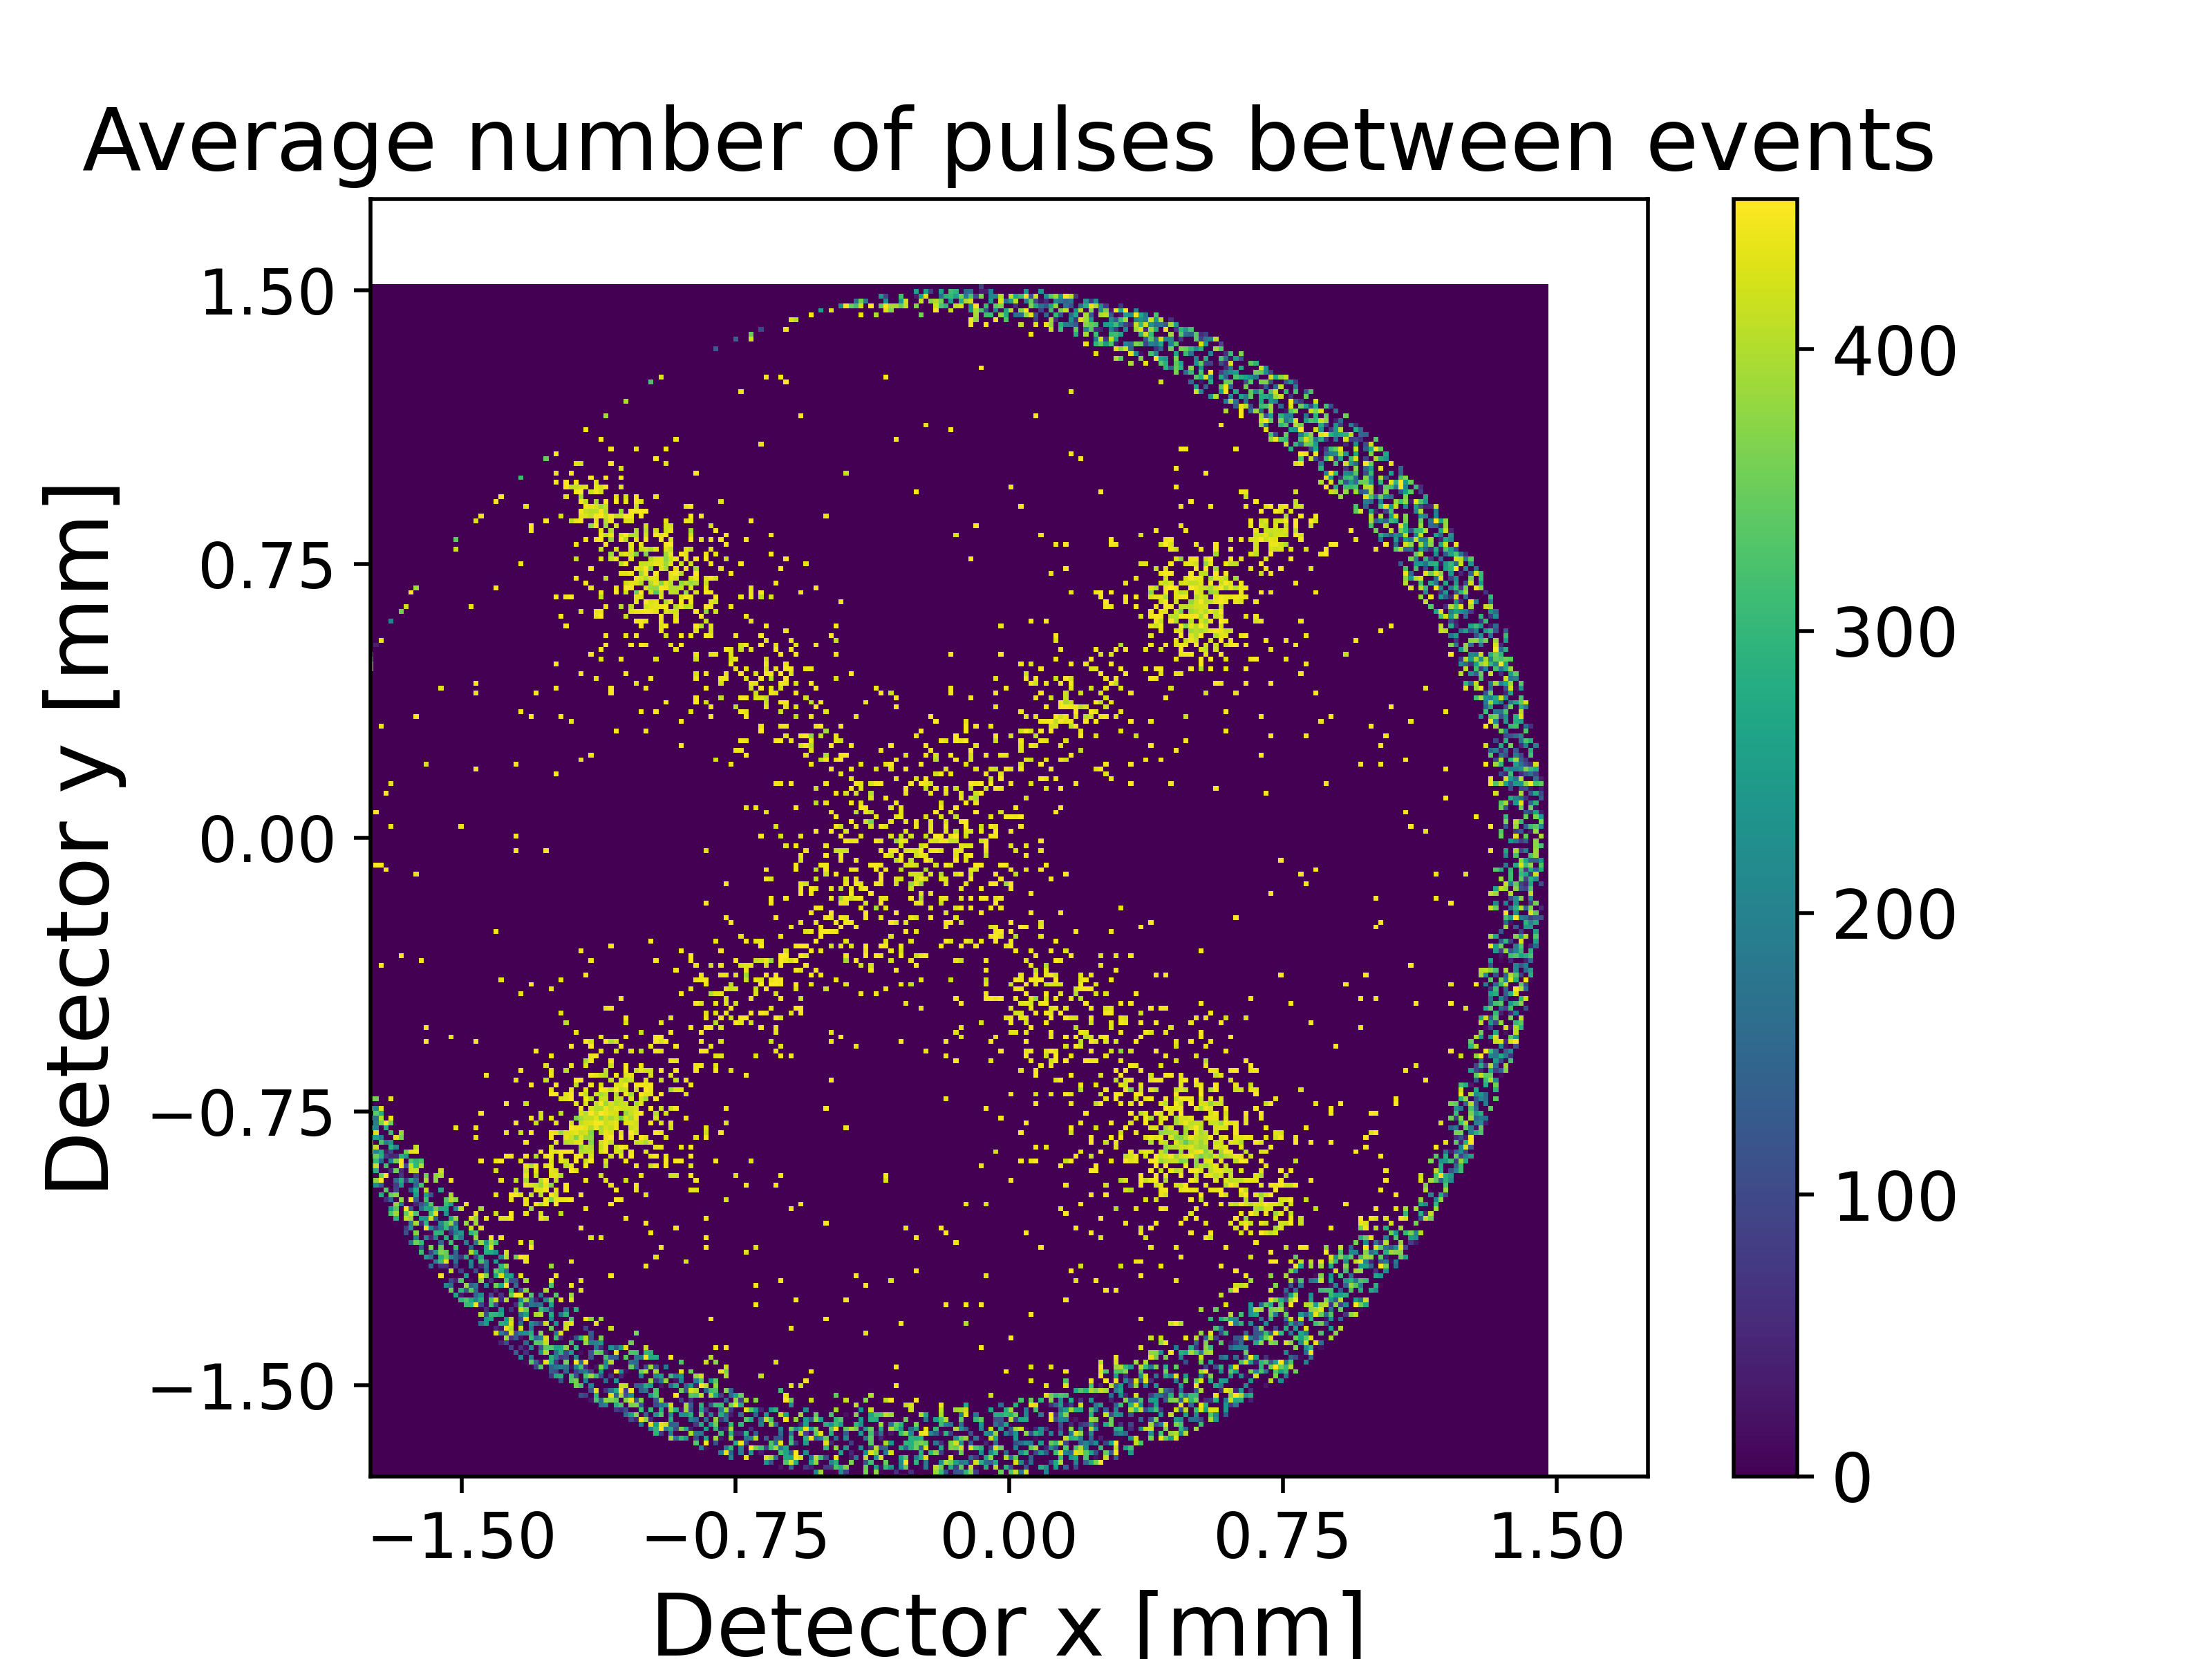 Average number of pulses between events
Detector y [mm]
1.50
0.75
0.00
−0.75
−1.50
−1.50 −0.75 0.00 0.75 1.50
Detector x [mm]
400
300
200
100
0